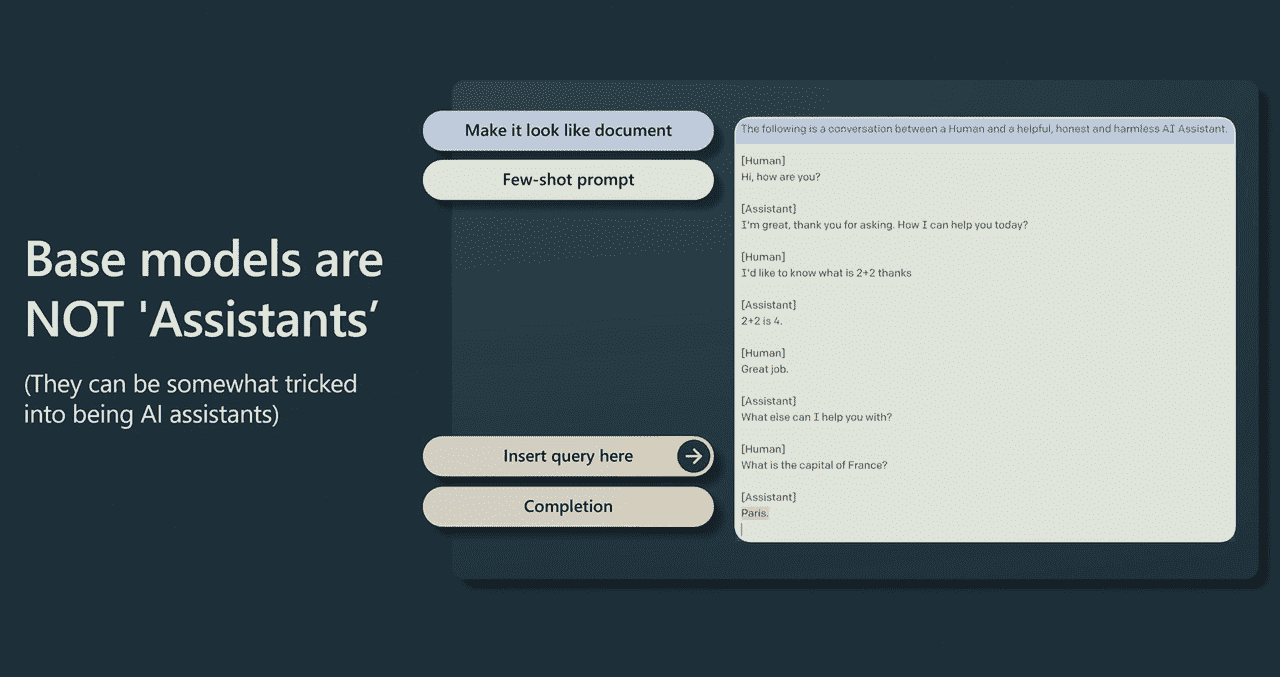 Base models are
NOT 'Assistants’
(They can be somewhat tricked
into being AI assistants)
Make it look like document
Few-shot prompt
Insert query here
Completion
The following is a conversation between a Human and a helpful, honest and harmless AI Assistant.
[Human]
Hi, how are you?
[Assistant}
I'm great, thank you for asking. How I can help you today?
[Human]
I'd like to know what is 2+2 thanks
[Assistant}
2+2 is 4.
[Human]
Great job.
[Assistant}
What else can I help you with?
[Human]
What is the capital of France?
[Assistant}
Paris.